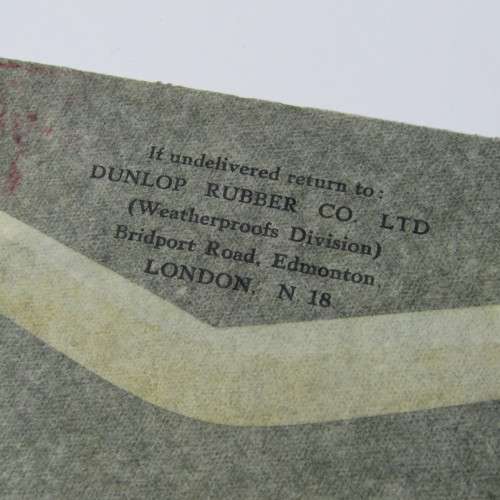 If undelivered return to:
DUNLOP RUBBER CO. LTD
(Weatherproofs Division)
Bridport Road, Edmonton,
LONDON, N 18